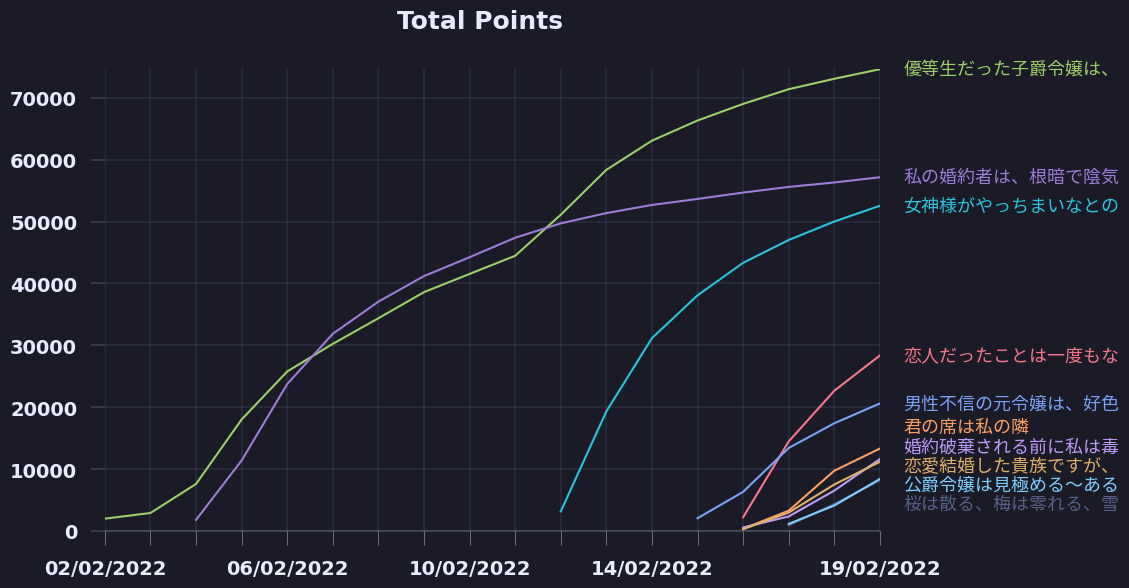 Total Points
優等生だった子爵令嬢は、
70000
60000
私の婚約者は、根暗で陰気
女神様がやっちまいなとの
50000
40000
30000
恋人だったことは一度もな
20000
男性不信の元令嬢は、好色
君の席は私の隣
婚約破棄される前に私は毒
10000
恋愛結婚した貴族ですが、
公爵令嬢は見極める～ある
桜は散る、梅は零れる、雪
0
02/02/2022 06/02/2022 10/02/2022 14/02/2022 19/02/2022